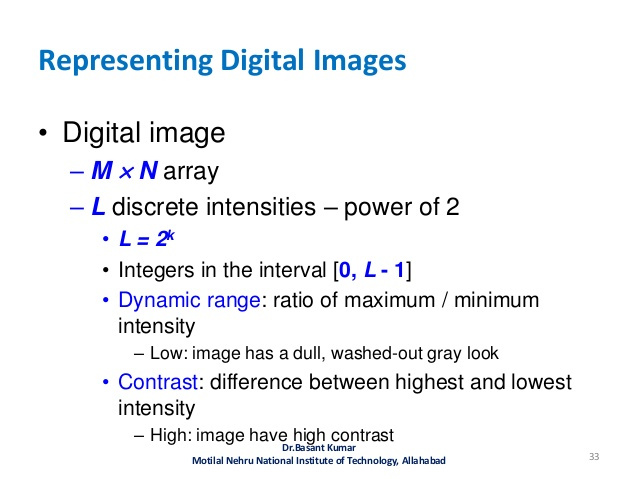 Representing Digital Images
• Digital image
– M × N array
– L discrete intensities – power of 2
• L = 2ᵏ
• Integers in the interval [0, L - 1]
• Dynamic range: ratio of maximum / minimum
intensity
– Low: image has a dull, washed-out gray look
• Contrast: difference between highest and lowest
intensity
– High: image have high contrast
Dr.Basant Kumar
Motilal Nehru National Institute of Technology, Allahabad
33